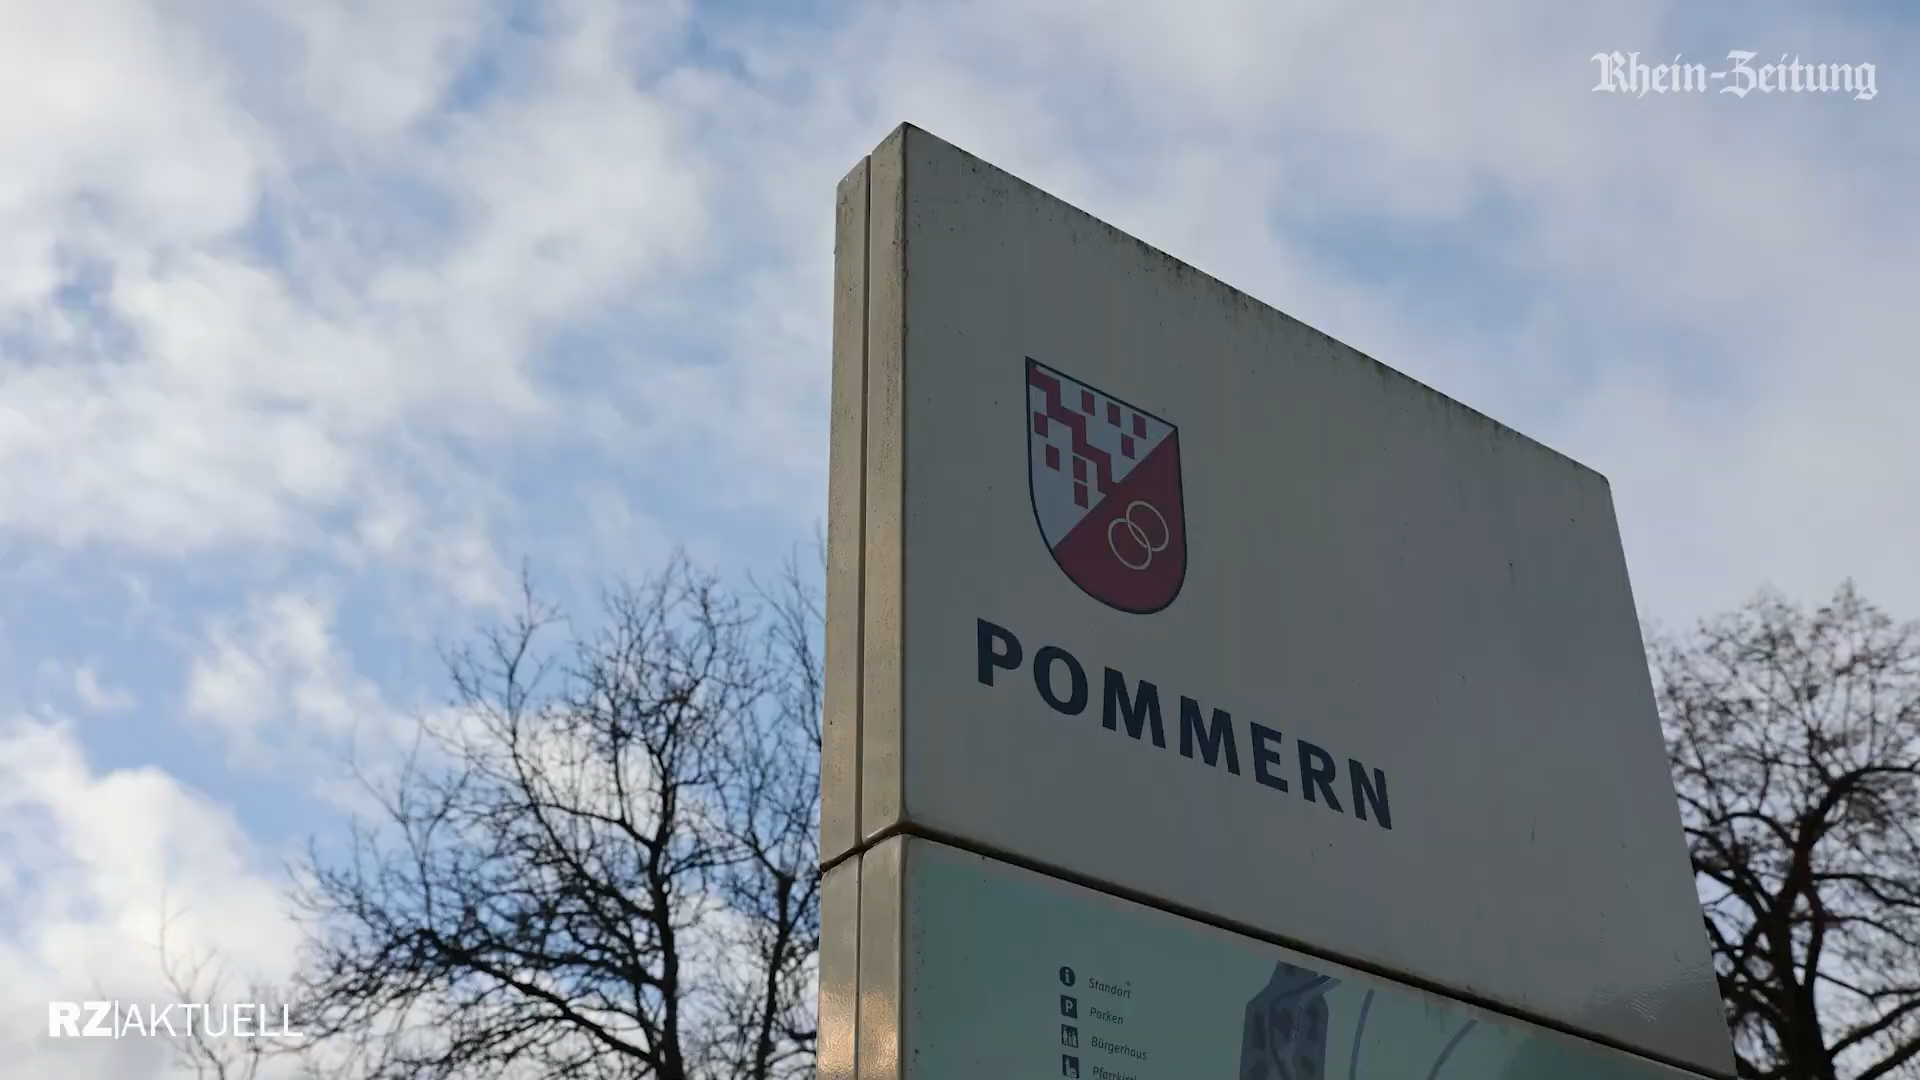 Rhein-Zeitung
POMMERN
Standort
Parken
Bürgerhaus
RZ|AKTUELL